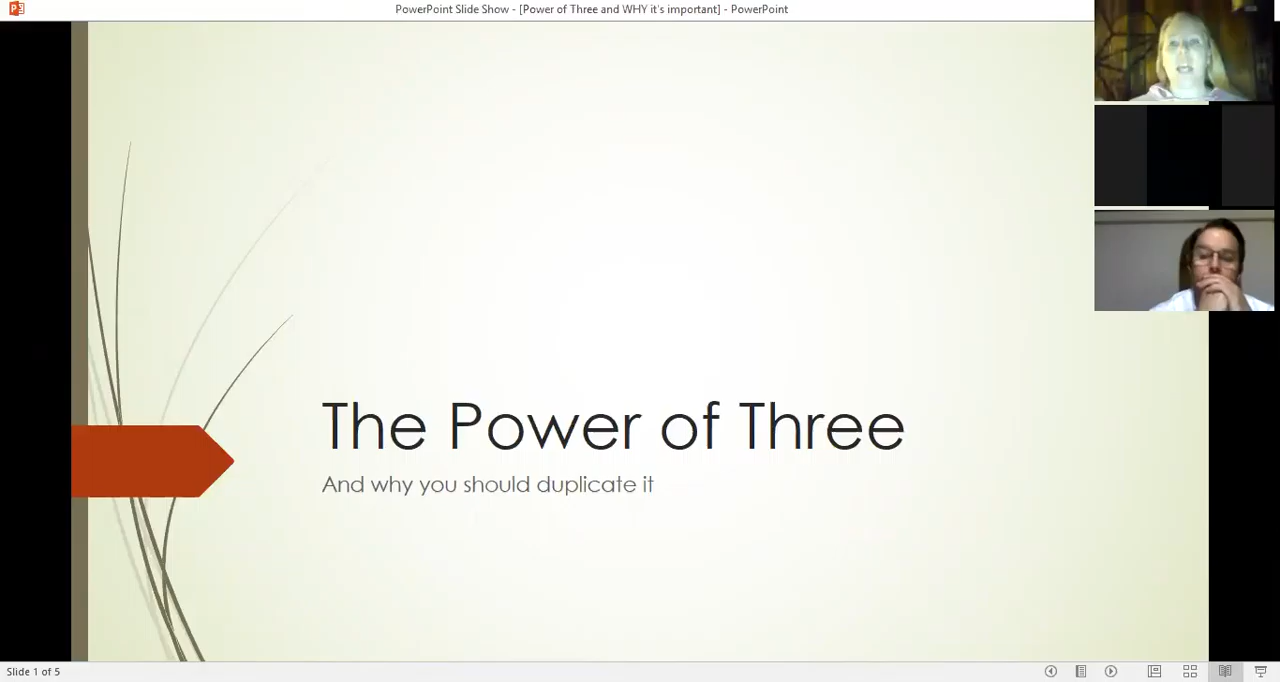 PowerPoint Slide Show - [Power of Three and WHY it's important] - PowerPoint
The Power of Three
And why you should duplicate it
Slide 1 of 5